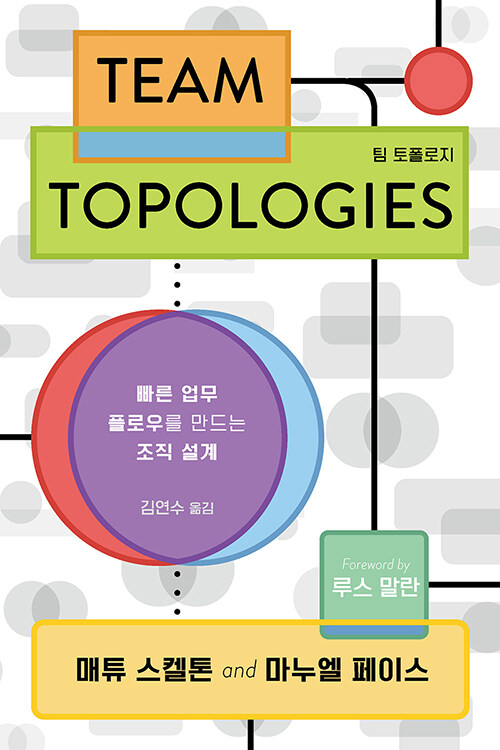 TEAM
팀 토폴로지
TOPOLOGIES
빠른 업무
플로우를 만드는
조직 설계
김연수 옮김
Foreword by
루스 말란
매튜 스켈톤 and 마누엘 페이스